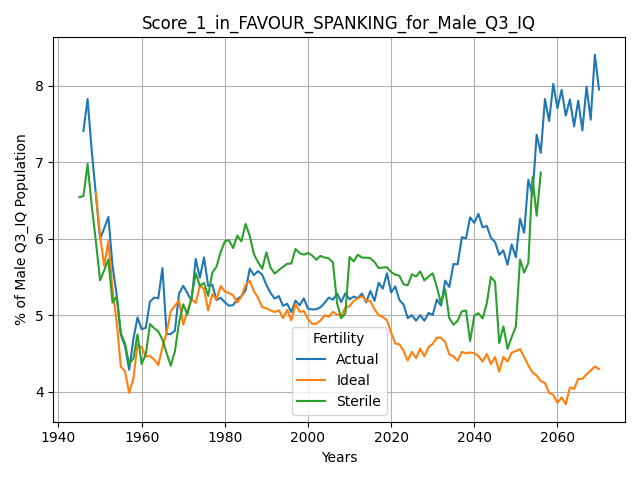 Score_1_in_FAVOUR_SPANKING_for_Male_Q3_IQ
% of Male Q3_IQ Population
8
7
6
5
4
Fertility
Actual
Ideal
Sterile
1940 1960 1980 2000 2020 2040 2060
Years